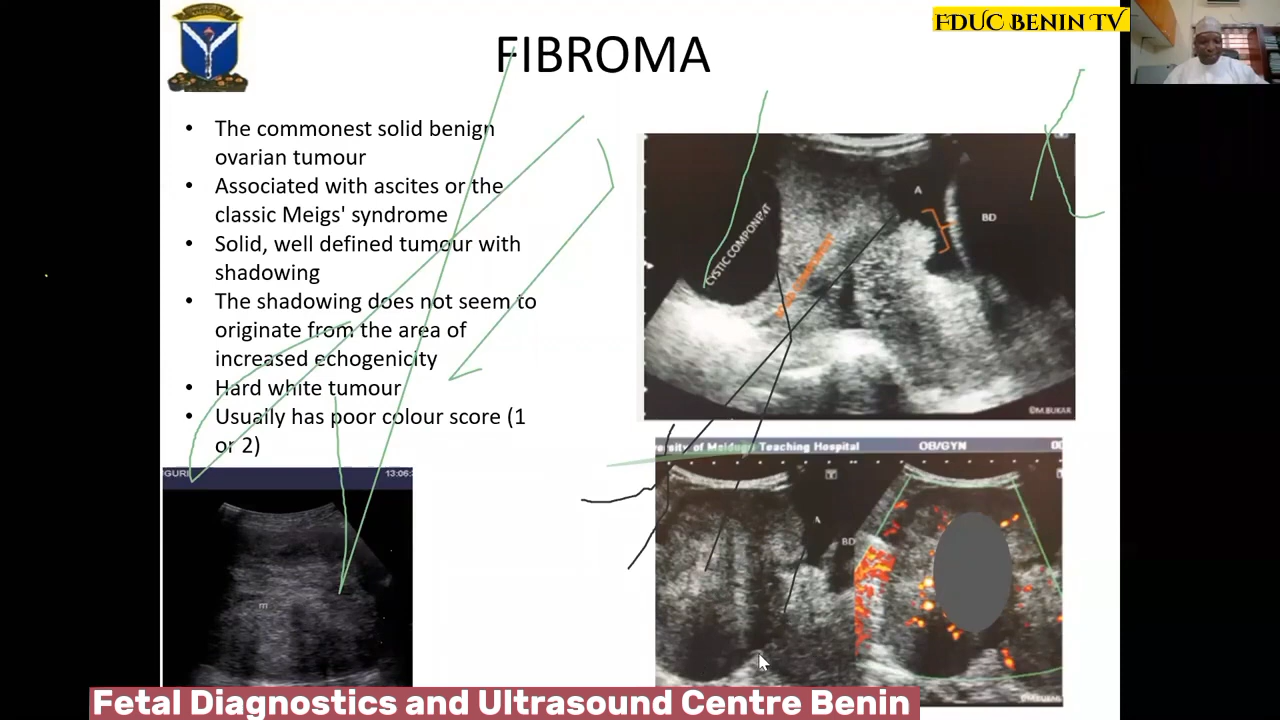 FDUC BENIN TV
FIBROMA
• The commonest solid benign
ovarian tumour
• Associated with ascites or the
classic Meigs' syndrome
• Solid, well defined tumour with
shadowing
• The shadowing does not seem to
originate from the area of
increased echogenicity
• Hard white tumour
• Usually has poor colour score (1
or 2)
CYSTIC COMPONENT
A
BD
©M.BUKAR
Teaching Hospital
OB/GYN
A
BD
13:06:
m
Fetal Diagnostics and Ultrasound Centre Benin